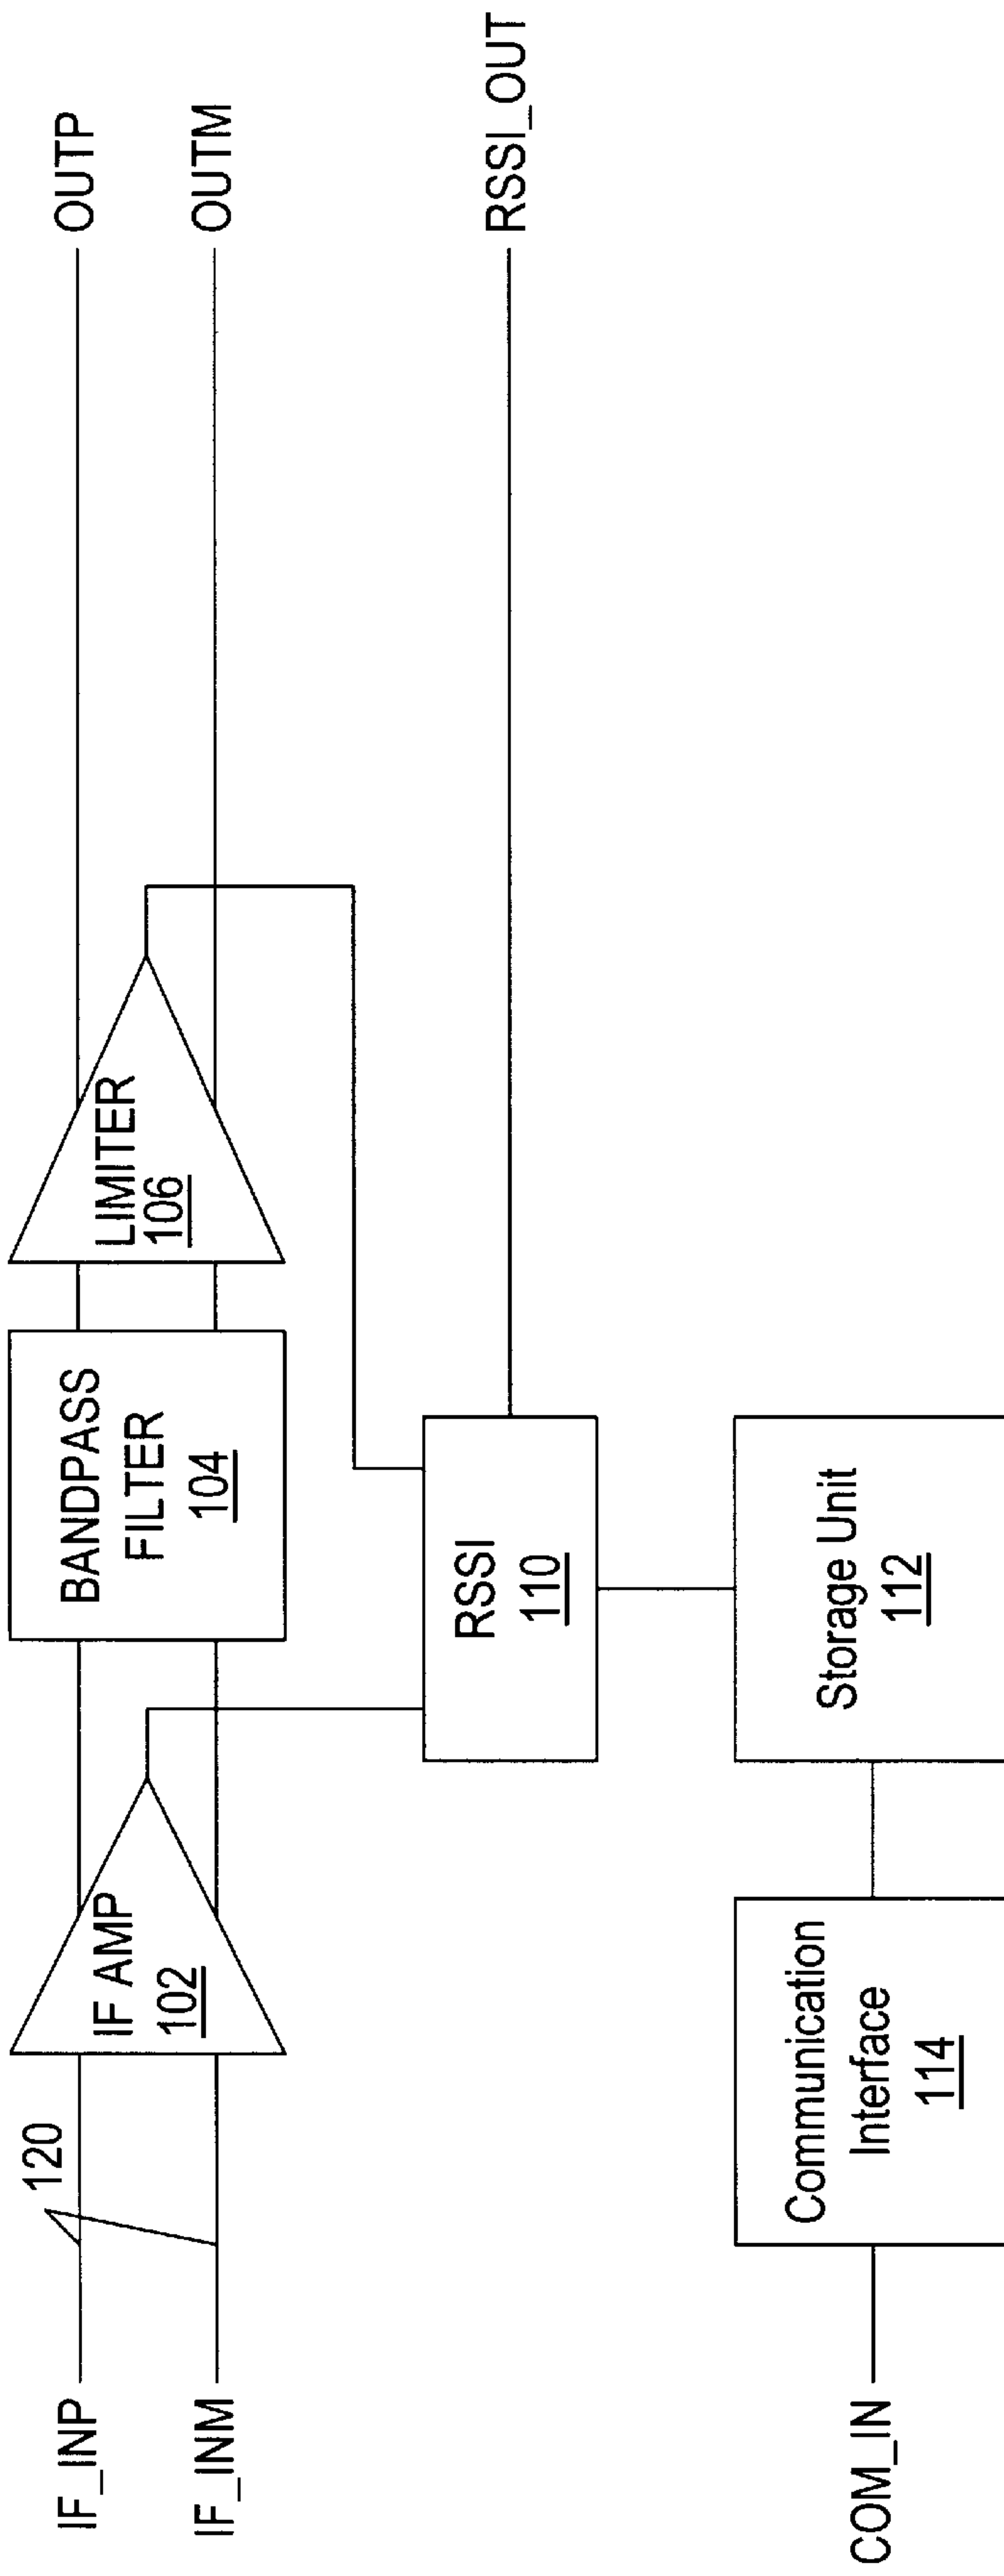 IF_INP
IF_INM
120
IF AMP
102
BANDPASS
FILTER
104
LIMITER
106
OUTP
OUTM
RSSI
110
RSSI_OUT
COM_IN
Communication
Interface
114
Storage Unit
112